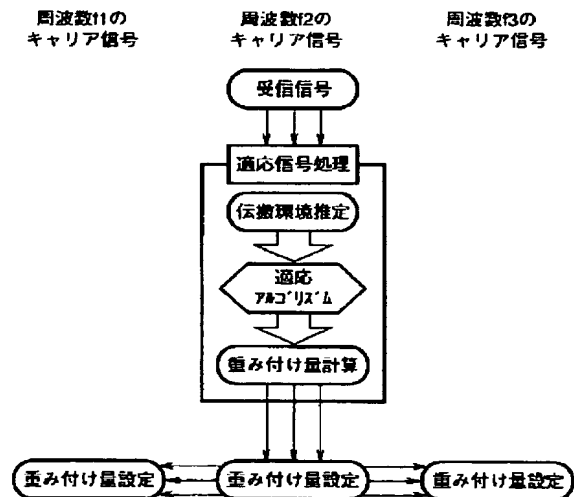 周波数f1の
キャリア信号
周波数f2の
キャリア信号
周波数f3の
キャリア信号
受信信号
適応信号処理
伝搬環境推定
適応
ｱﾙｺﾞﾘｽﾞﾑ
重み付け量計算
重み付け量設定
重み付け量設定
重み付け量設定